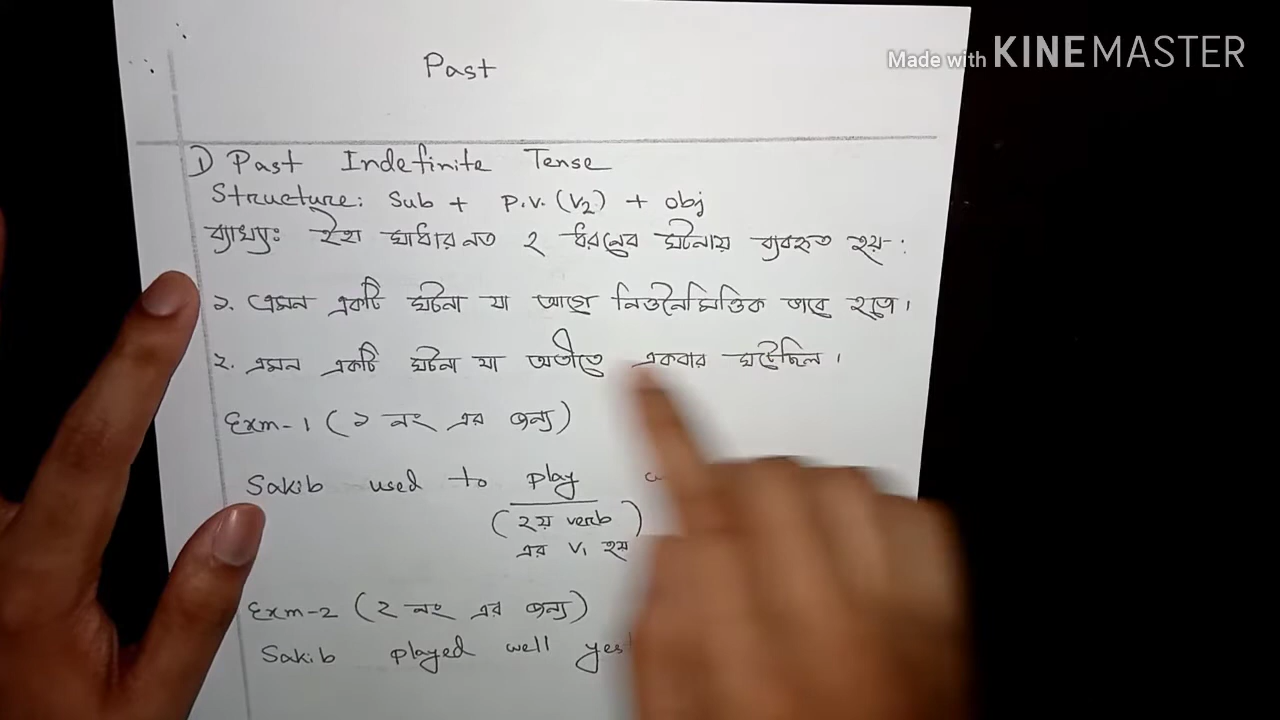 Made with KINEMASTER
Past
1) Past Indefinite Tense
Structure: Sub + P.V. (V2) + obj
ব্যাখ্যাঃ ইহা সাধারনত ২ ধরনের ঘটনায় ব্যবহৃত হয়-:
১. এমন একটি ঘটনা যা আগে নিতনৈমিত্তিক ভাবে হতো।
২. এমন একটি ঘটনা যা অতীতে একবার ঘটেছিল।
Exm-1 (১ নং এর জন্য)
Sakib used to play
(২য় verb)
এর V1 হয়
Exm-2 (২ নং এর জন্য)
Sakib played well